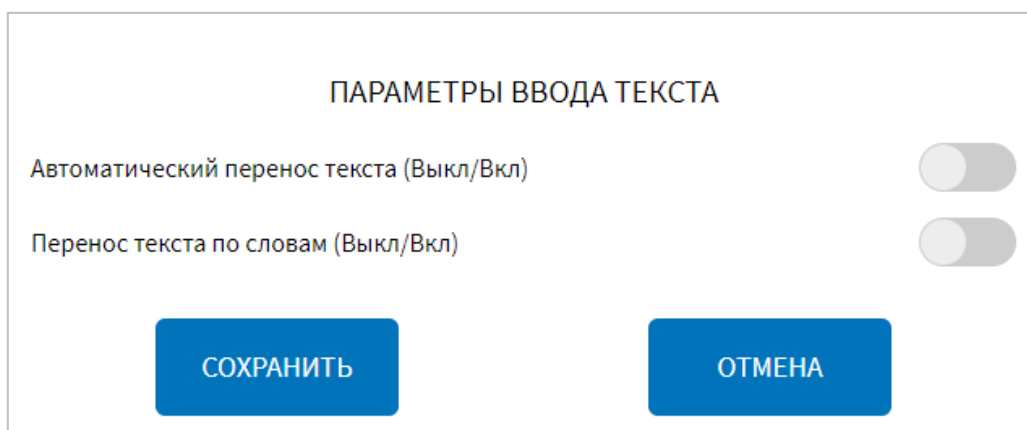 ПАРАМЕТРЫ ВВОДА ТЕКСТА
Автоматический перенос текста (Выкл/Вкл)
Перенос текста по словам (Выкл/Вкл)
СОХРАНИТЬ ОТМЕНА